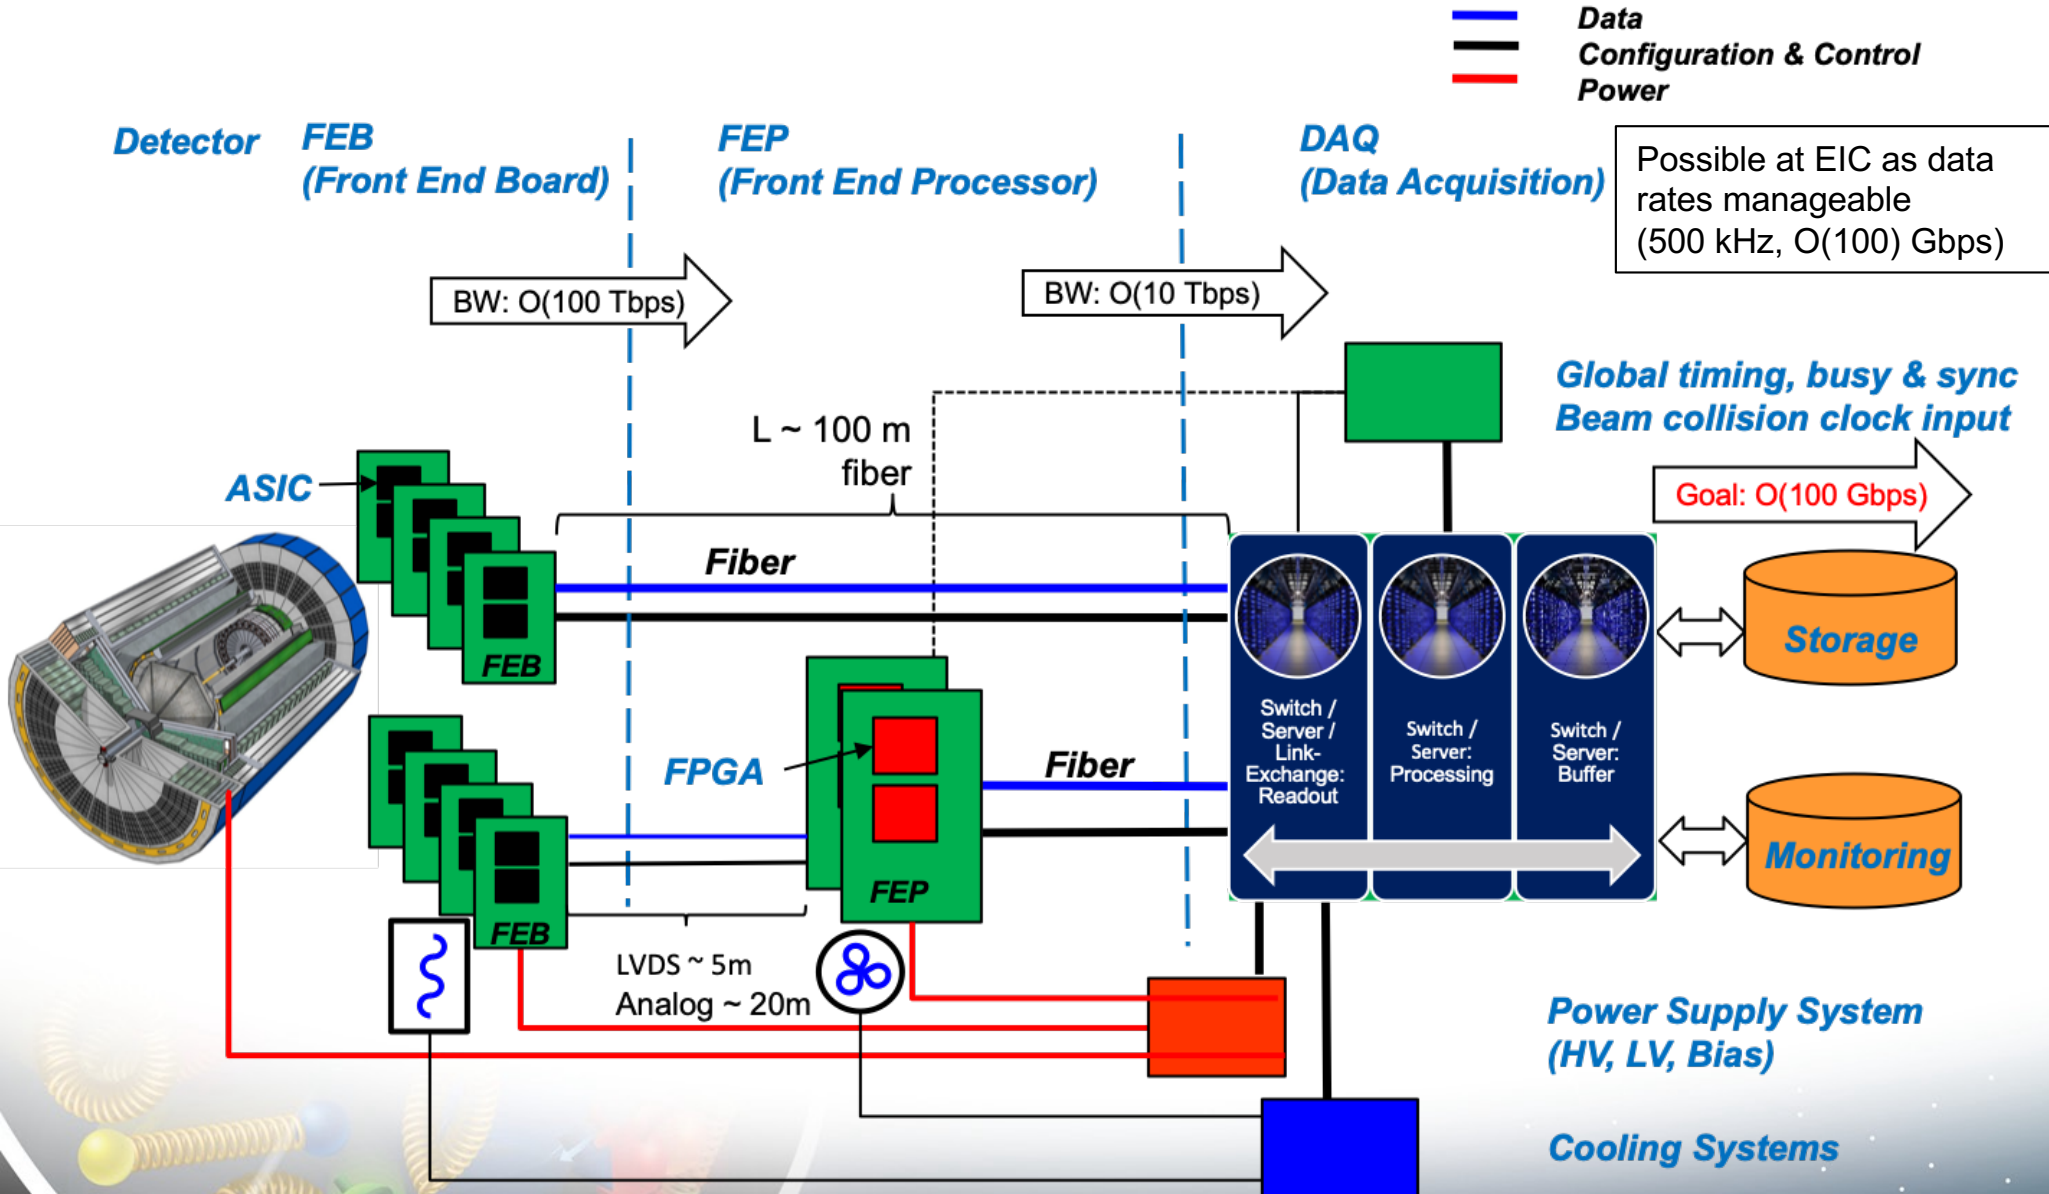 Data
Configuration & Control
Power
Detector
FEB
(Front End Board)
FEP
(Front End Processor)
DAQ
(Data Acquisition)
Possible at EIC as data
rates manageable
(500 kHz, O(100) Gbps)
BW: O(100 Tbps)
BW: O(10 Tbps)
Global timing, busy & sync
Beam collision clock input
L ~ 100 m
fiber
ASIC
Goal: O(100 Gbps)
Fiber
FEB
Storage
Switch /
Server /
Link-
Exchange:
Readout
Switch /
Server:
Processing
Switch /
Server:
Buffer
FPGA
Fiber
Monitoring
FEP
FEB
LVDS ~ 5m
Analog ~ 20m
Power Supply System
(HV, LV, Bias)
Cooling Systems